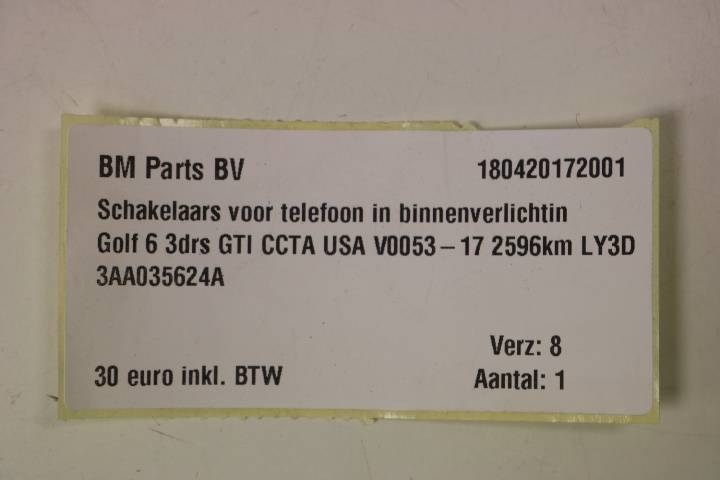 BM Parts BV 180420172001
Schakelaars voor telefoon in binnenverlichtin
Golf 6 3drs GTI CCTA USA V0053-17 2596km LY3D
3AA035624A
Verz: 8
30 euro inkl. BTW Aantal: 1